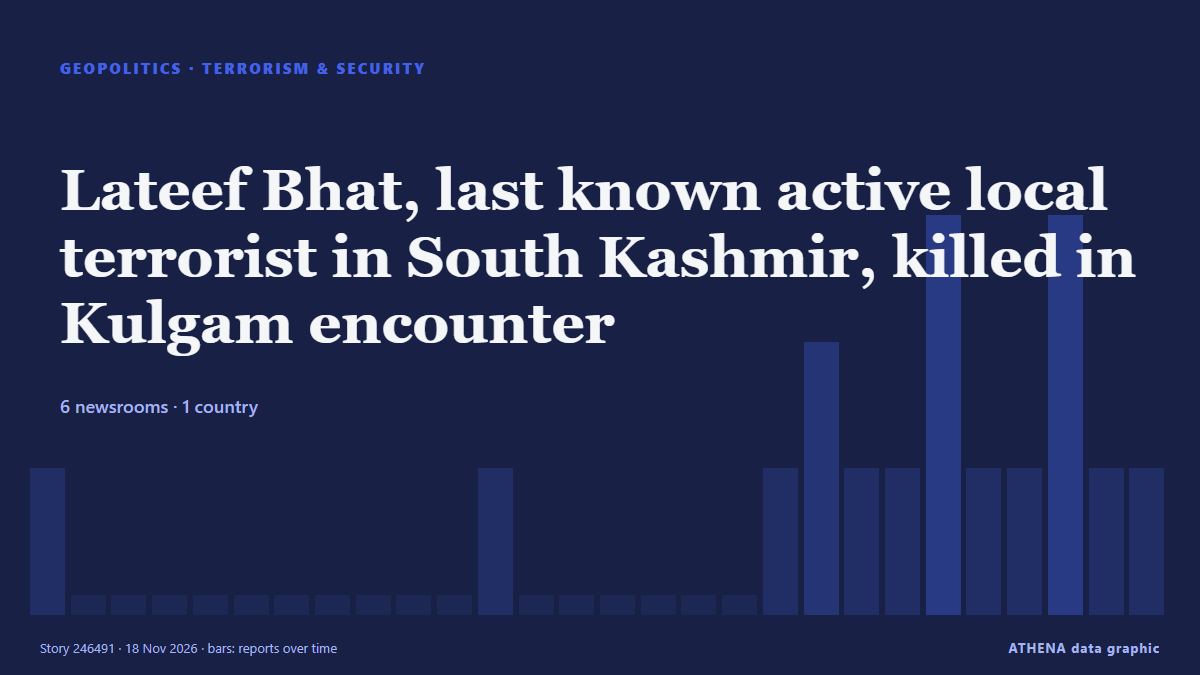 GEOPOLITICS · TERRORISM & SECURITY
Lateef Bhat, last known active local
terrorist in South Kashmir, killed in
Kulgam encounter
6 newsrooms · 1 country
Story 246491 · 18 Nov 2026 · bars: reports over time
ATHENA data graphic